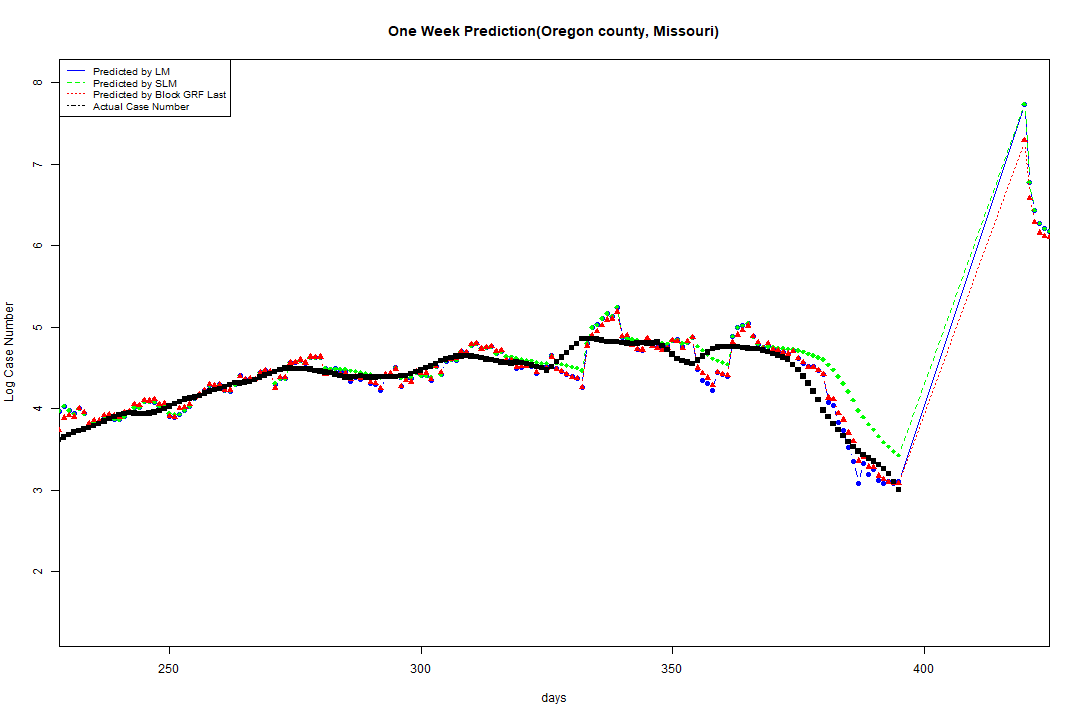 One Week Prediction(Oregon county, Missouri)
Predicted by LM
Predicted by SLM
Predicted by Block GRF Last
Actual Case Number
8
7
6
5
4
3
2
Log Case Number
250 300 350 400
days